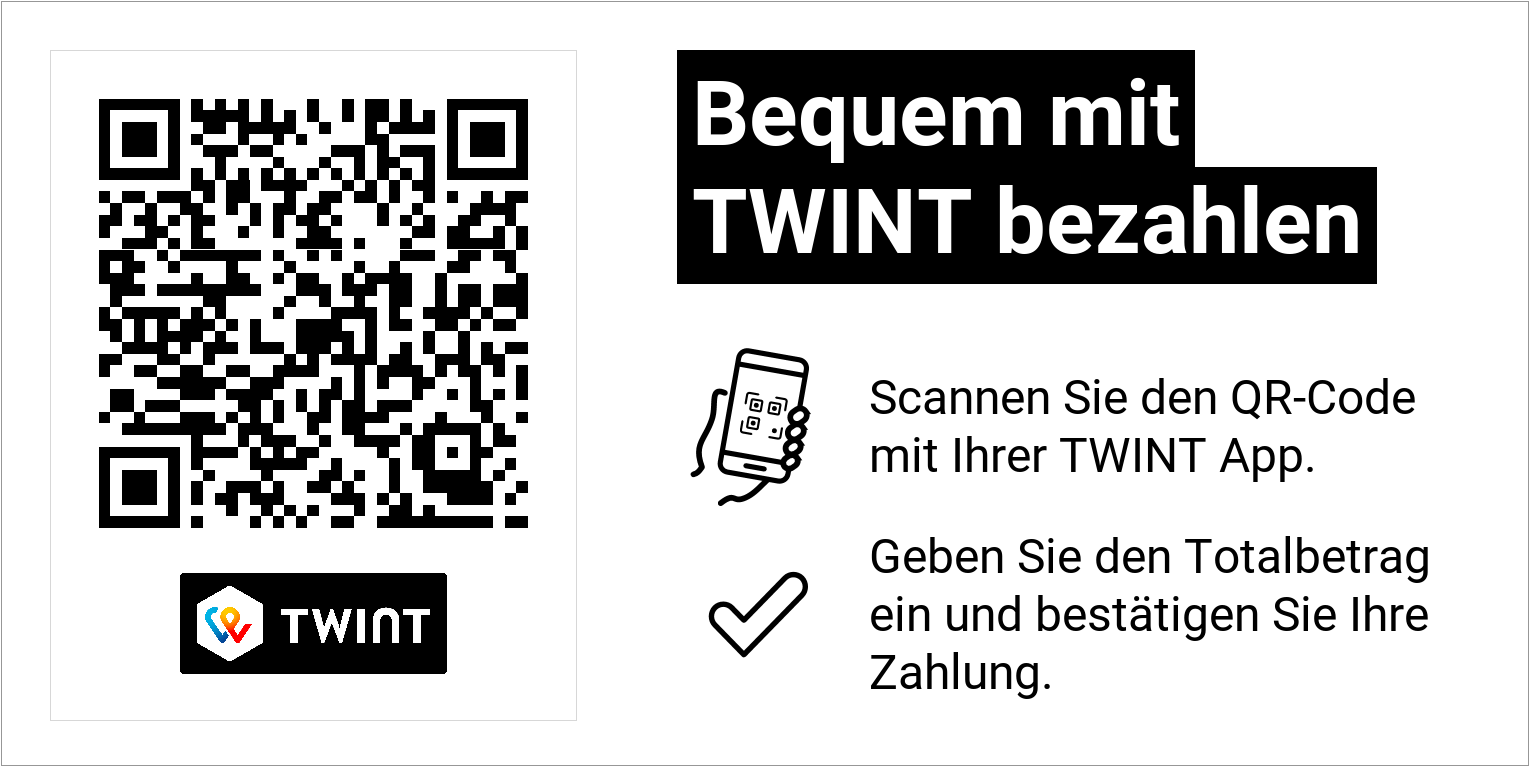 Bequem mit
TWINT bezahlen
Scannen Sie den QR-Code
mit Ihrer TWINT App.
Geben Sie den Totalbetrag
ein und bestätigen Sie Ihre
Zahlung.
TWINT